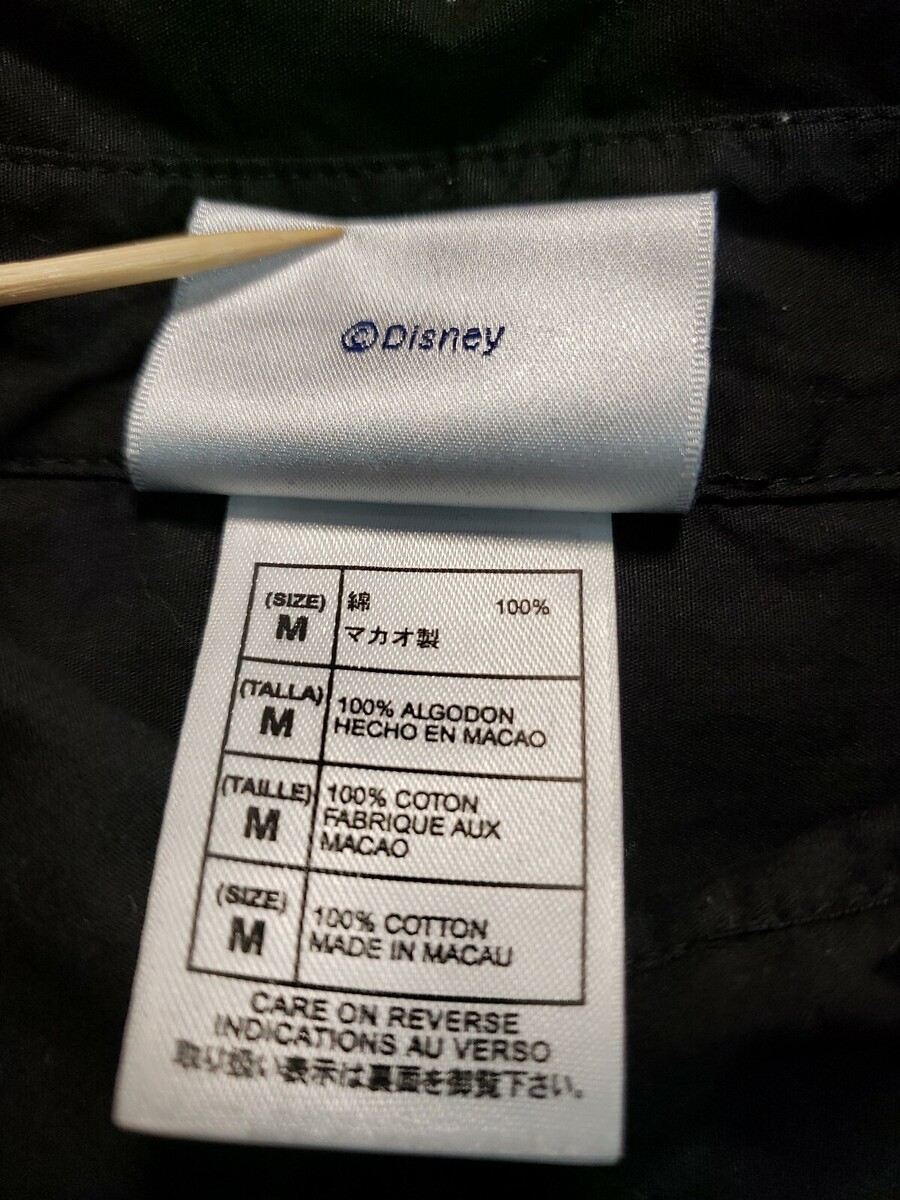 ©Disney
(SIZE) 綿 100%
M マカオ製
(TALLA) 100% ALGODON
M HECHO EN MACAO
(TAILLE) 100% COTON
M FABRIQUE AUX
MACAO
(SIZE) 100% COTTON
M MADE IN MACAU
CARE ON REVERSE
INDICATIONS AU VERSO
取り扱い表示は裏面を御覧下さい。